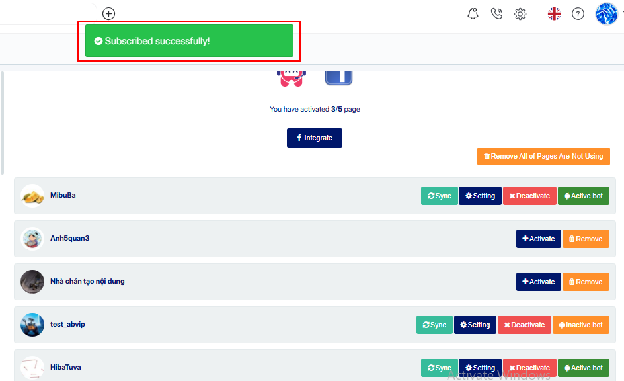 Subscribed successfully!
You have activated 3/5 page
Integrate
Remove All of Pages Are Not Using
MibuBa
Sync Setting Deactivate Active bot
Anh5quan3
Activate Remove
Nhà chăn tạo nội dung
Activate Remove
test_abvip
Sync Setting Deactivate Inactive bot
HibaTuva
Sync Setting Deactivate Active bot
Activate Windows